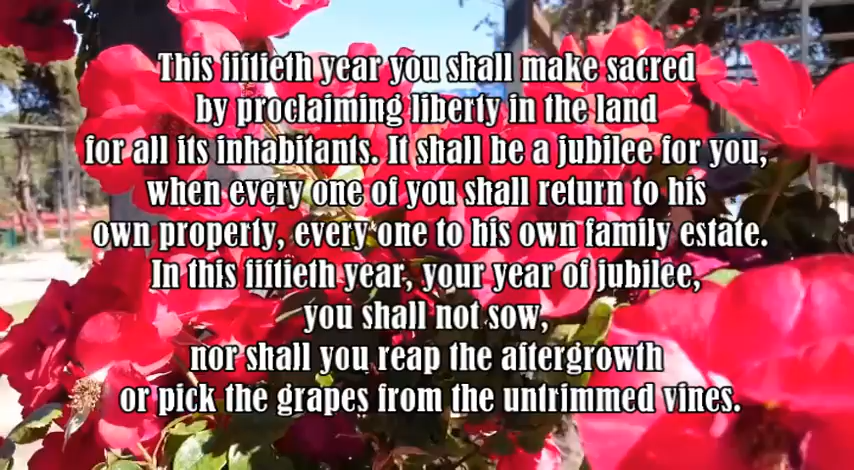 This fiftieth year you shall make sacred
by proclaiming liberty in the land
for all its inhabitants. It shall be a jubilee for you,
when every one of you shall return to his
own property, every one to his own family estate.
In this fiftieth year, your year of jubilee,
you shall not sow,
nor shall you reap the aftergrowth
or pick the grapes from the untrimmed vines.